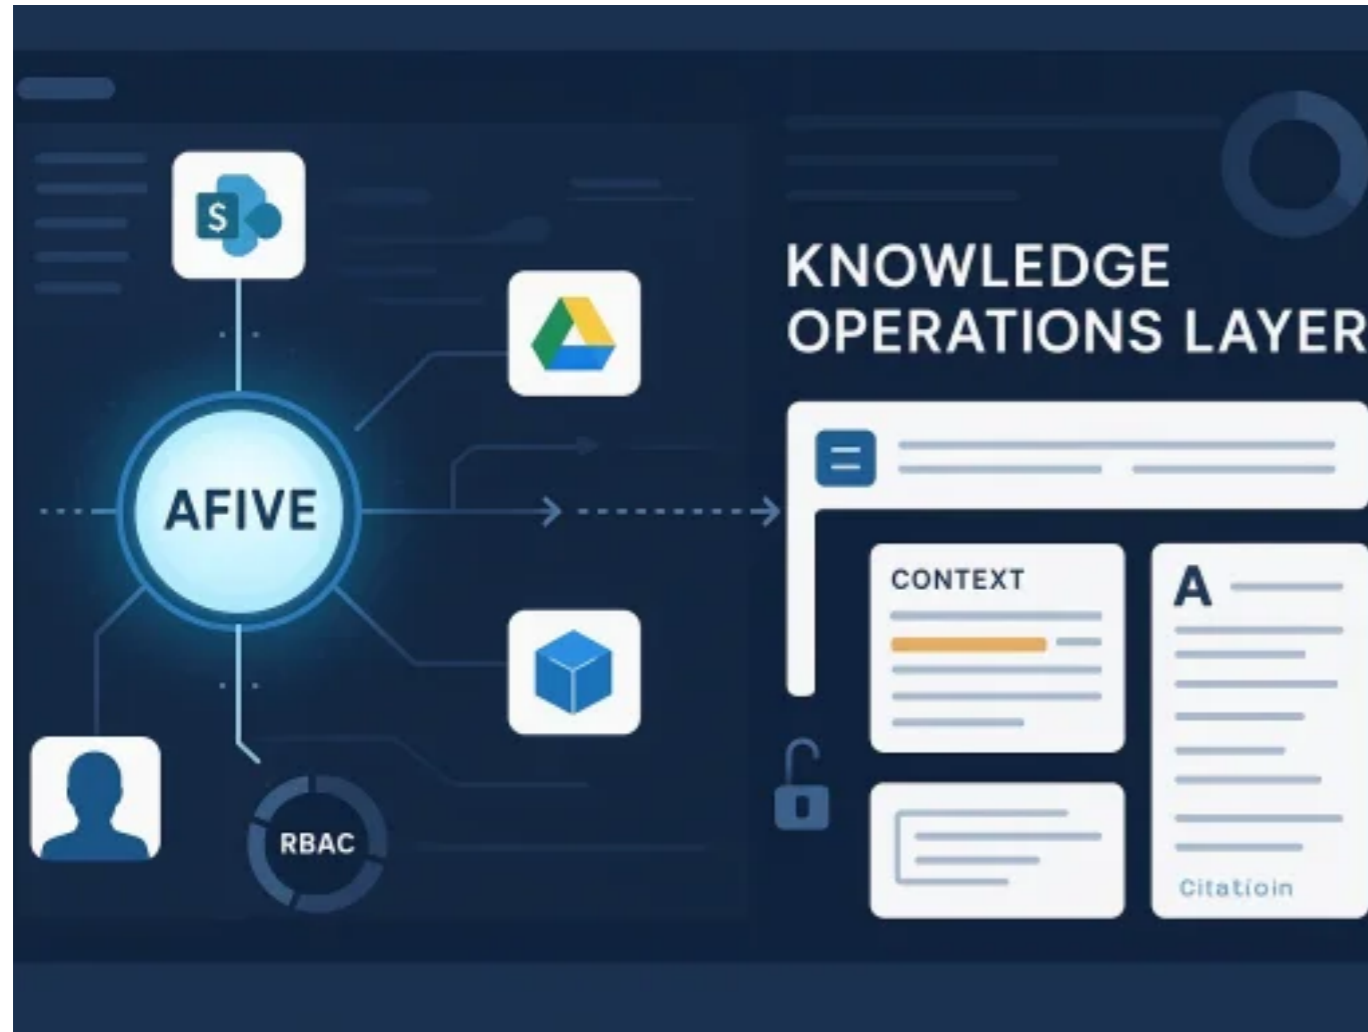 S
AFIVE
RBAC
KNOWLEDGE
OPERATIONS LAYER
CONTEXT
A
Citatioin